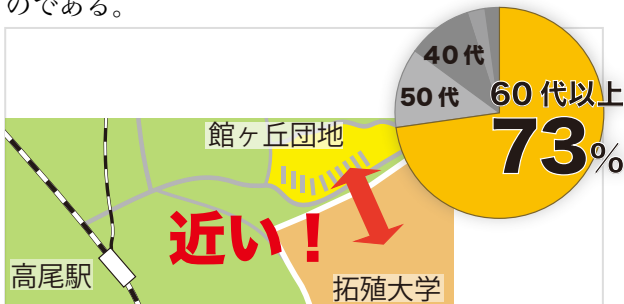 のである。
40代
50代
60代以上
73%
館ヶ丘団地
近い！
高尾駅
拓殖大学